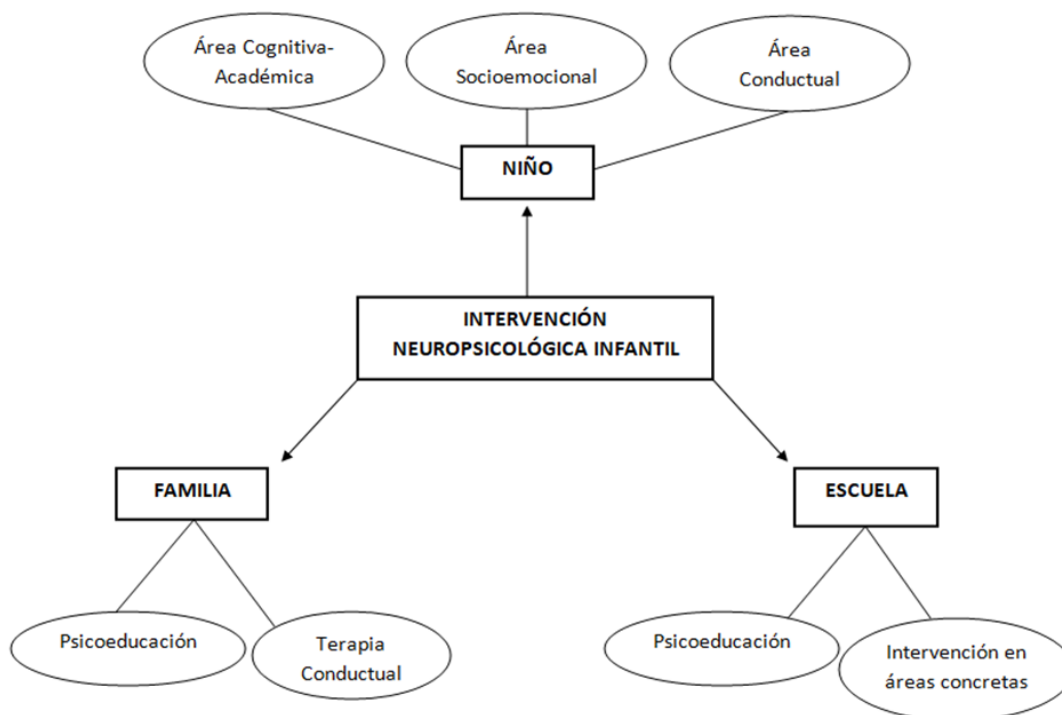 Área Cognitiva-
Académica
Área
Socioemocional
Área
Conductual
NIÑO
INTERVENCIÓN
NEUROPSICOLÓGICA INFANTIL
FAMILIA
ESCUELA
Psicoeducación
Terapia
Conductual
Psicoeducación
Intervención en
áreas concretas